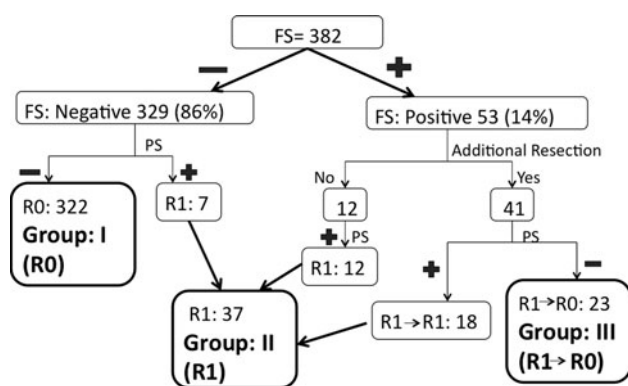 FS= 382
− +
FS: Negative 329 (86%)
FS: Positive 53 (14%)
PS
Additional Resection
− +
No Yes
R0: 322
Group: I
(R0)
R1: 7
12
41
+ PS
PS
R1: 12
+ −
R1: 37
Group: II
(R1)
R1→R1: 18
R1→R0: 23
Group: III
(R1→ R0)